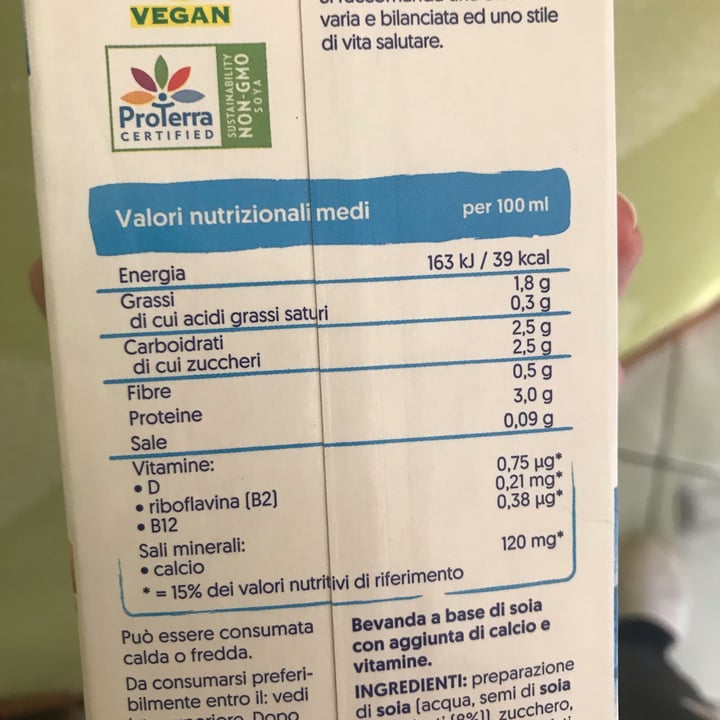 VEGAN
varia e bilanciata ed uno stile
di vita salutare.
ProTerra
CERTIFIED
SUSTAINABILITY
NON-GMO
SOYA
Valori nutrizionali medi per 100 ml
Energia 163 kJ / 39 kcal
Grassi 1,8 g
di cui acidi grassi saturi 0,3 g
Carboidrati 2,5 g
di cui zuccheri 2,5 g
Fibre 0,5 g
Proteine 3,0 g
Sale 0,09 g
Vitamine:
• D 0,75 µg*
• riboflavina (B2) 0,21 mg*
• B12 0,38 µg*
Sali minerali:
• calcio 120 mg*
* = 15% dei valori nutritivi di riferimento
Può essere consumata
calda o fredda.
Da consumarsi preferi-
bilmente entro il: vedi
Dopo
Bevanda a base di soia
con aggiunta di calcio e
vitamine.
INGREDIENTI: preparazione
di soia (acqua, semi di soia
(8%)), zucchero,